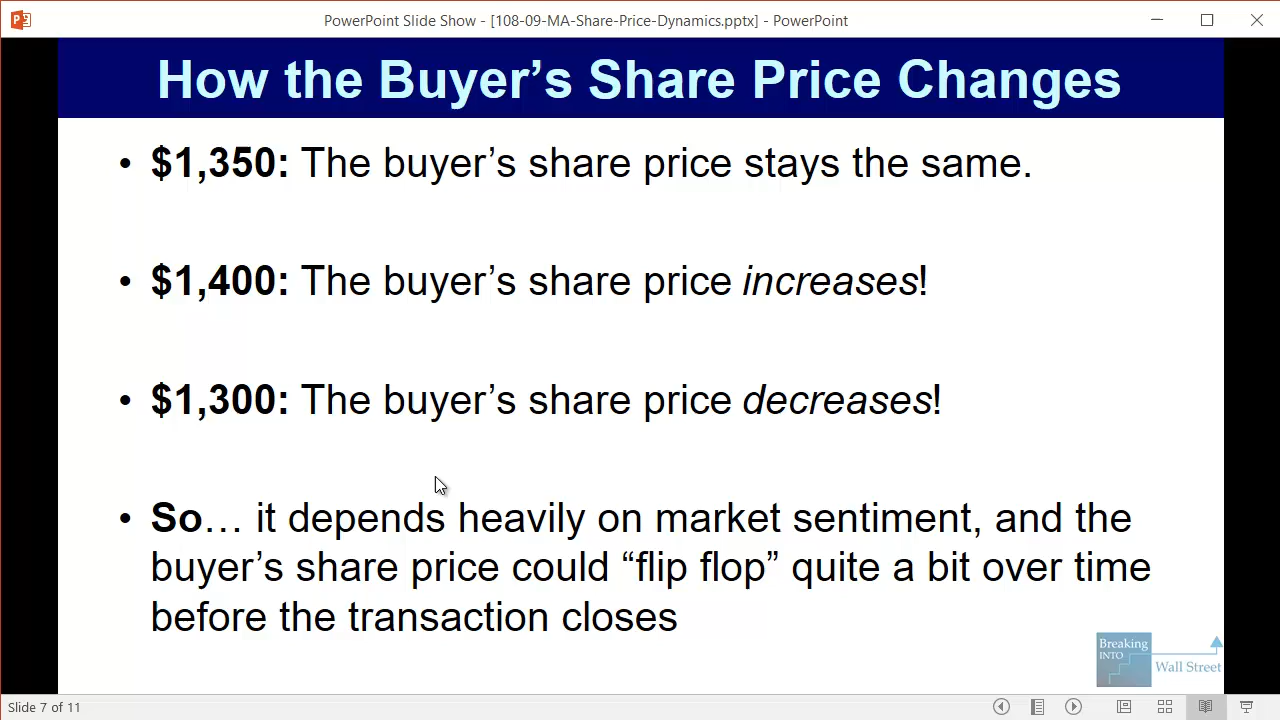 PowerPoint Slide Show - [108-09-MA-Share-Price-Dynamics.pptx] - PowerPoint
How the Buyer’s Share Price Changes
• $1,350: The buyer’s share price stays the same.
• $1,400: The buyer’s share price increases!
• $1,300: The buyer’s share price decreases!
• So… it depends heavily on market sentiment, and the
buyer’s share price could “flip flop” quite a bit over time
before the transaction closes
Breaking
INTO
Wall Street
Slide 7 of 11